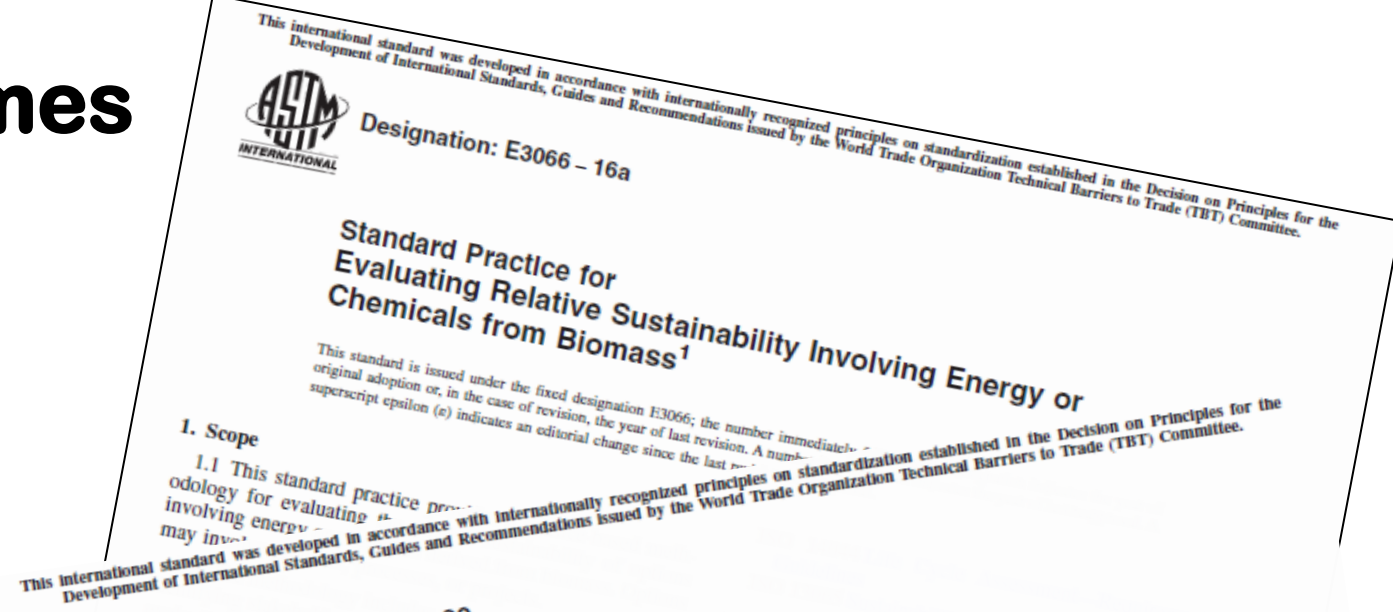 This international standard was developed in accordance with internationally recognized principles on standardization established in the Decision on Principles for the
Development of International Standards, Guides and Recommendations issued by the World Trade Organization Technical Barriers to Trade (TBT) Committee.
ASTM
INTERNATIONAL
Designation: E3066 – 16a
Standard Practice for
Evaluating Relative Sustainability Involving Energy or
Chemicals from Biomass1
This standard is issued under the fixed designation E3066; the number immediately
original adoption or, in the case of revision, the year of last revision. A
superscript epsilon (ε) indicates an editorial change since the last
1. Scope
1.1 This standard practice
odology for evaluating
involving energy
may
This international standard was developed in accordance with internationally recognized principles on standardization established in the Decision on Principles for the
Development of International Standards, Guides and Recommendations issued by the World Trade Organization Technical Barriers to Trade (TBT) Committee.